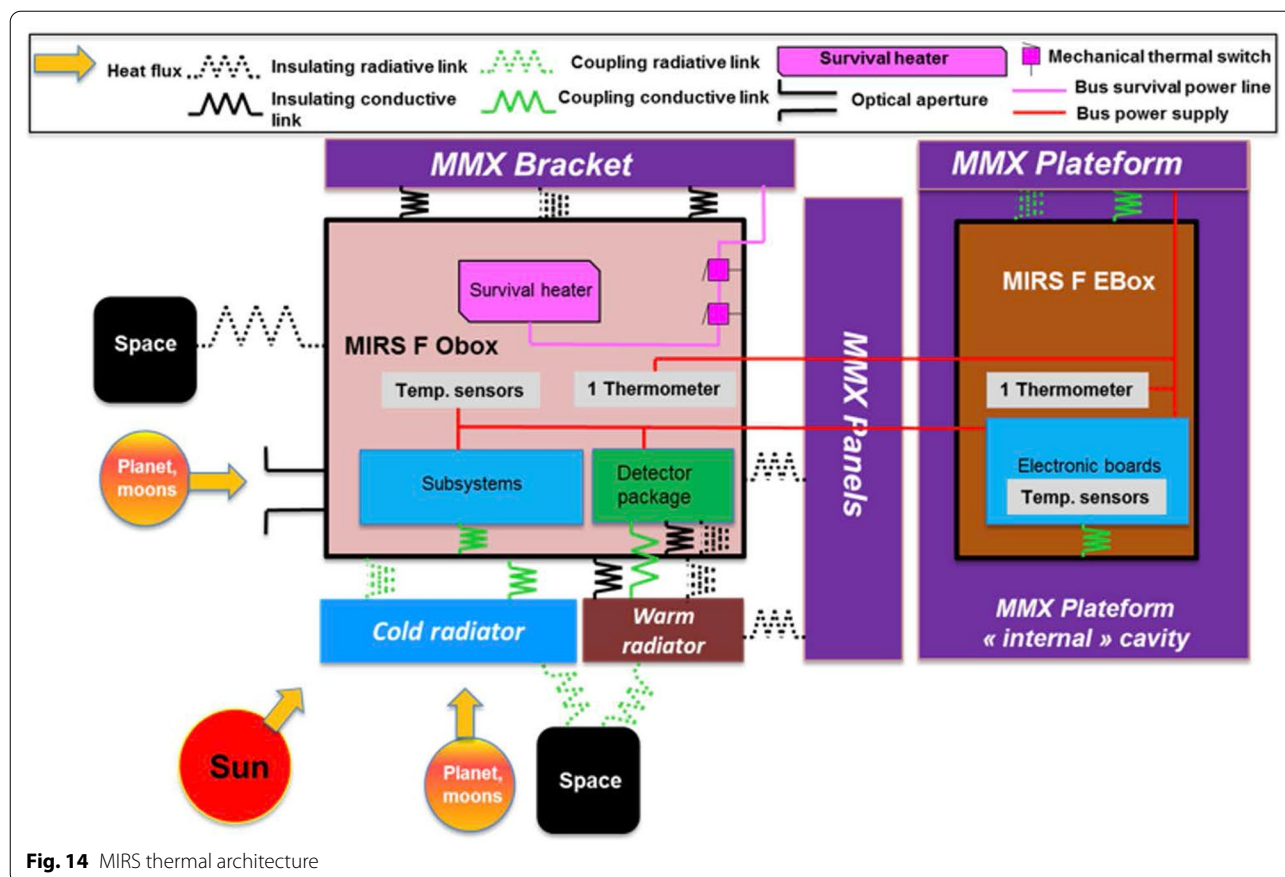 Heat flux
Insulating radiative link
Coupling radiative link
Survival heater
Mechanical thermal switch
Insulating conductive
link
Coupling conductive link
Optical aperture
Bus survival power line
Bus power supply
MMX Bracket
MMX Plateform
Survival heater
MIRS F EBox
Space
MIRS F Obox
MMX Panels
Temp. sensors
1 Thermometer
1 Thermometer
Planet,
moons
Subsystems
Detector
package
Electronic boards
Temp. sensors
Cold radiator
Warm
radiator
MMX Plateform
« internal » cavity
Sun
Planet,
moons
Space
Fig. 14 MIRS thermal architecture